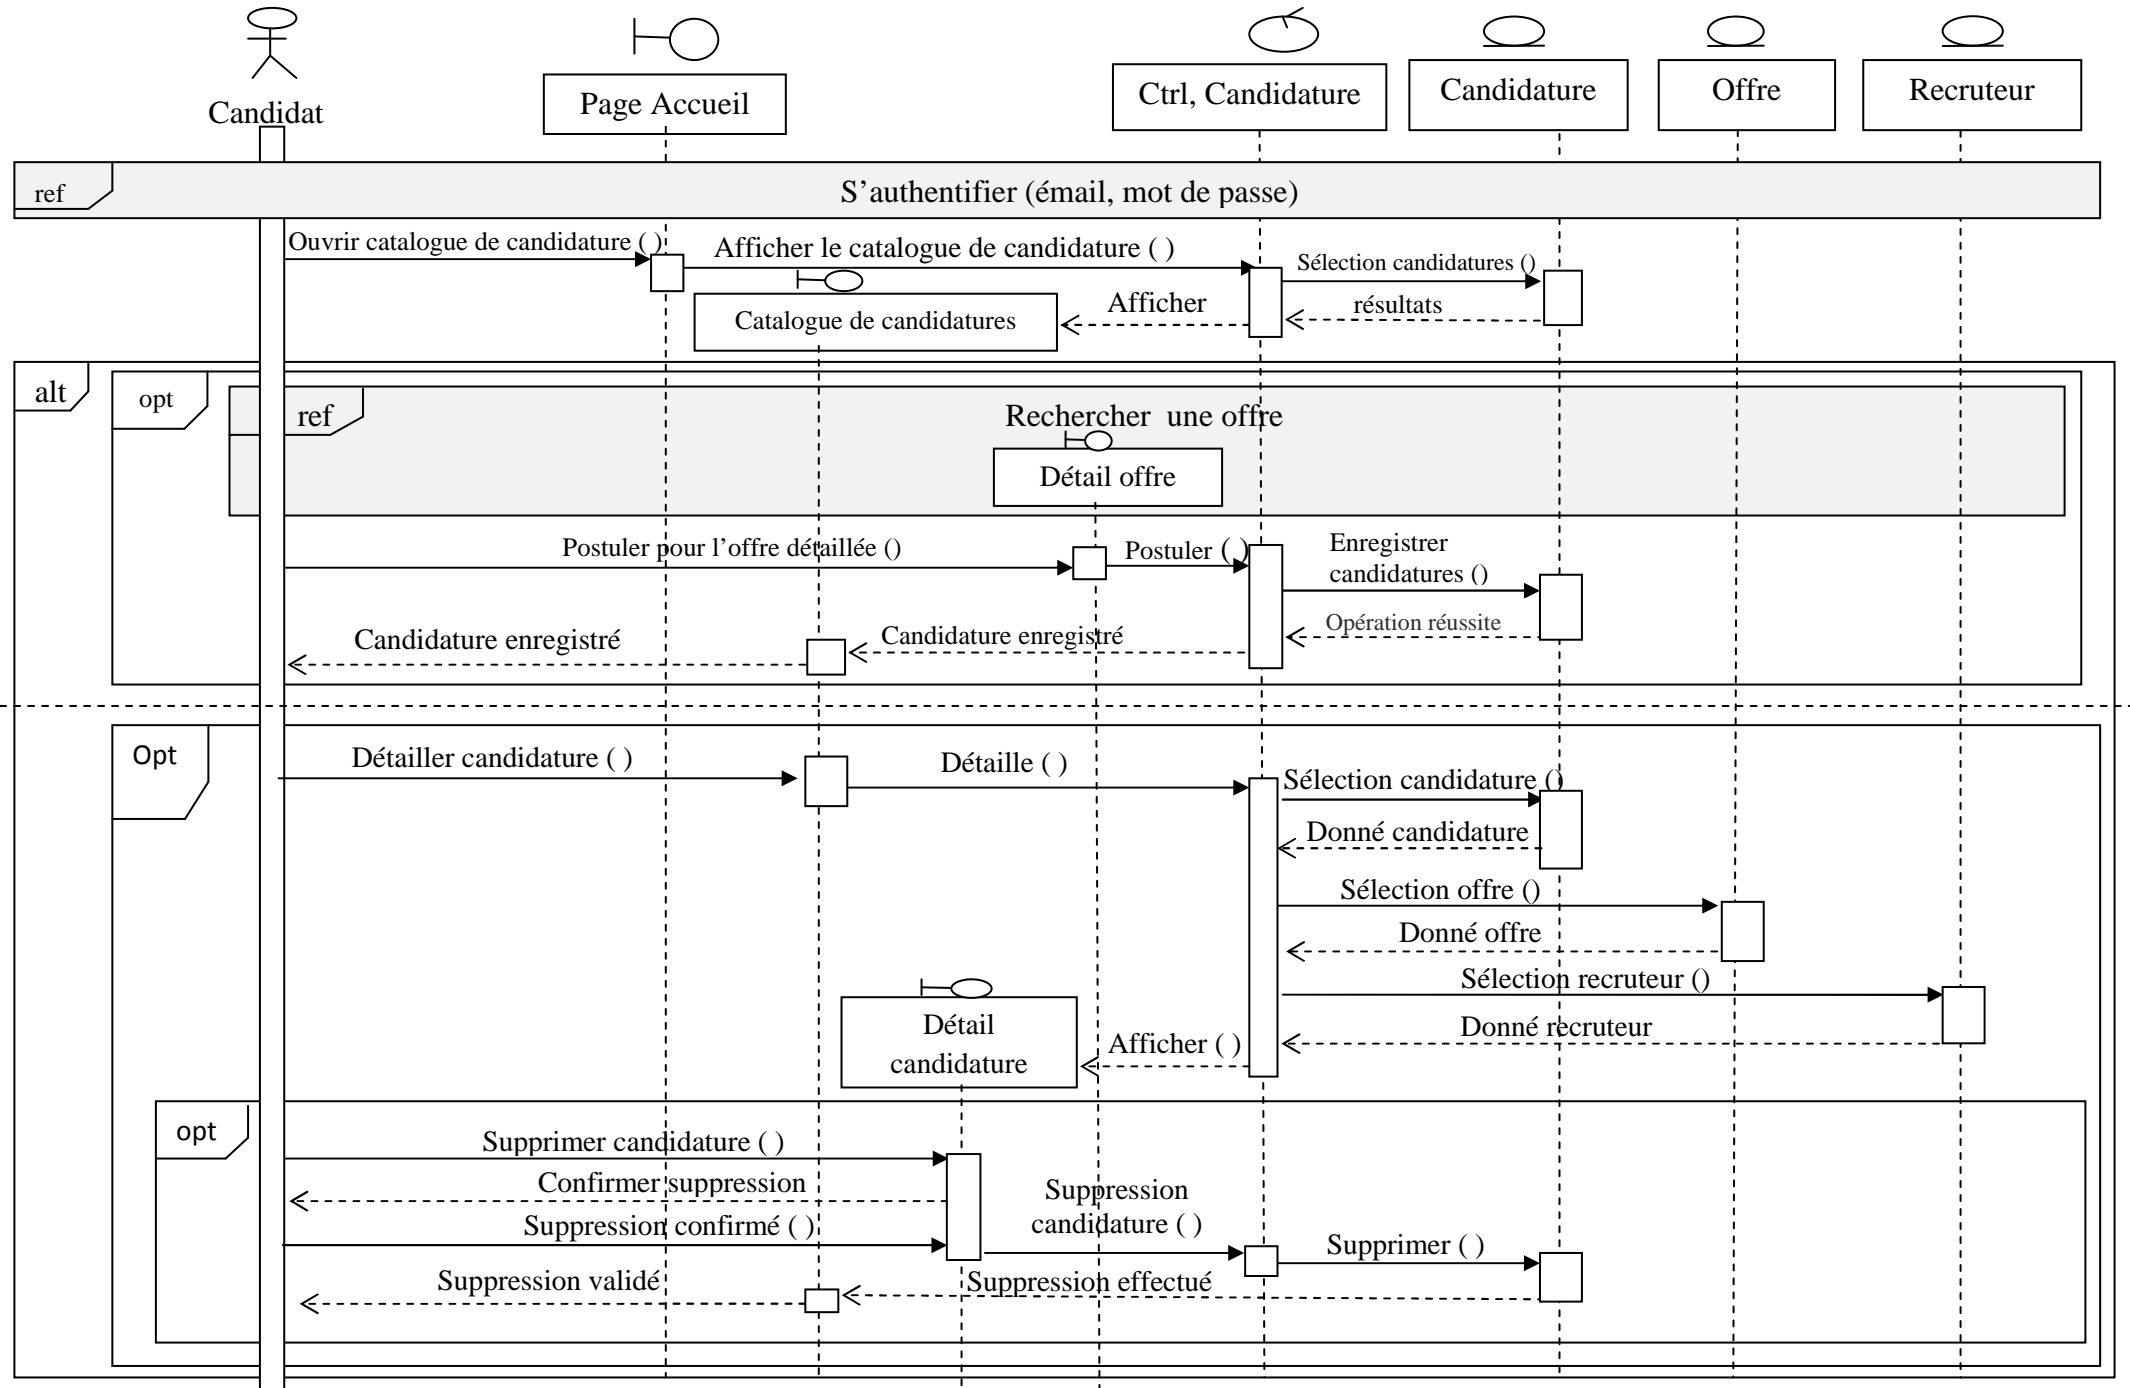 Candidat
Page Accueil
Ctrl, Candidature
Candidature
Offre
Recruteur
ref
S’authentifier (émail, mot de passe)
Ouvrir catalogue de candidature ( )
Afficher le catalogue de candidature ( )
Sélection candidatures ()
Catalogue de candidatures
Afficher
résultats
alt
opt
ref
Rechercher une offre
Détail offre
Postuler pour l’offre détaillée ()
Postuler ( )
Enregistrer
candidatures ()
Opération réussite
Candidature enregistré
Candidature enregistré
Opt
Détailler candidature ( )
Détaille ( )
Sélection candidature ()
Donné candidature
Sélection offre ()
Donné offre
Sélection recruteur ()
Donné recruteur
Détail
candidature
Afficher ( )
opt
Supprimer candidature ( )
Confirmer suppression
Suppression confirmé ( )
Suppression
candidature ( )
Supprimer ( )
Suppression effectué
Suppression validé